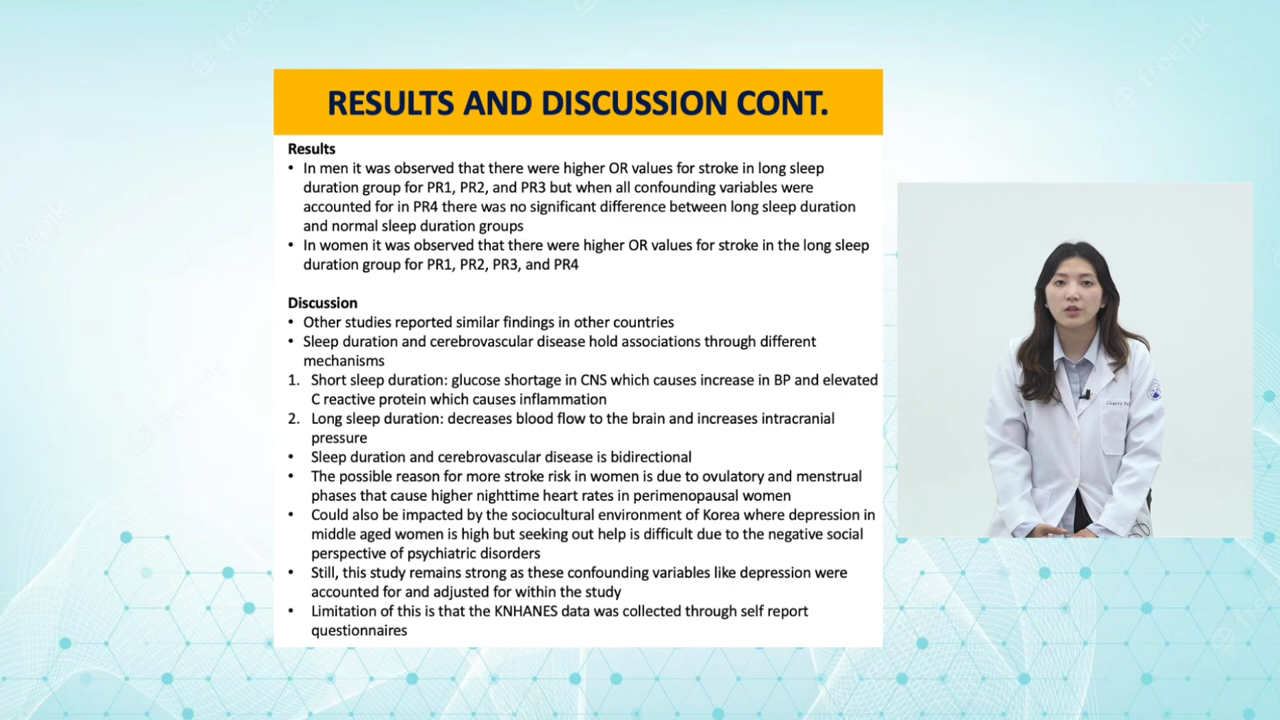 RESULTS AND DISCUSSION CONT.
Results
• In men it was observed that there were higher OR values for stroke in long sleep
duration group for PR1, PR2, and PR3 but when all confounding variables were
accounted for in PR4 there was no significant difference between long sleep duration
and normal sleep duration groups
• In women it was observed that there were higher OR values for stroke in the long sleep
duration group for PR1, PR2, PR3, and PR4
Discussion
• Other studies reported similar findings in other countries
• Sleep duration and cerebrovascular disease hold associations through different
mechanisms
1. Short sleep duration: glucose shortage in CNS which causes increase in BP and elevated
C reactive protein which causes inflammation
2. Long sleep duration: decreases blood flow to the brain and increases intracranial
pressure
• Sleep duration and cerebrovascular disease is bidirectional
• The possible reason for more stroke risk in women is due to ovulatory and menstrual
phases that cause higher nighttime heart rates in perimenopausal women
• Could also be impacted by the sociocultural environment of Korea where depression in
middle aged women is high but seeking out help is difficult due to the negative social
perspective of psychiatric disorders
• Still, this study remains strong as these confounding variables like depression were
accounted for and adjusted for within the study
• Limitation of this is that the KNHANES data was collected through self report
questionnaires
freepik
freepik
freepik
freepik